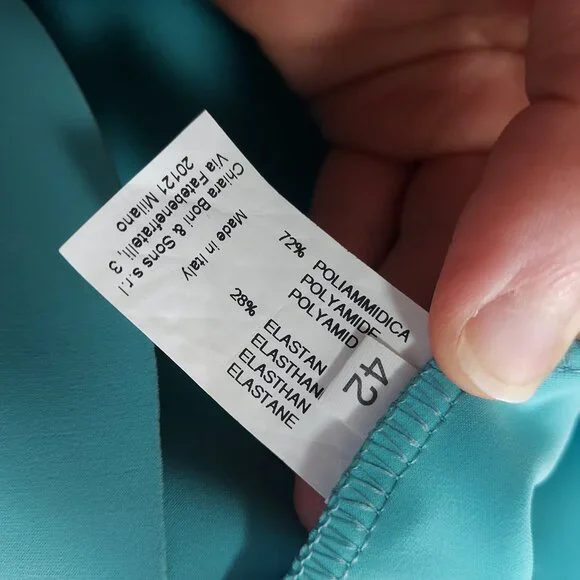 Chiara Boni & Sons s.r.l
Via Fatebenefratelli, 3
20121 Milano
Made in Italy
72% POLIAMMIDICA
POLYAMIDE
POLYAMID
28% ELASTAN
ELASTHAN
ELASTHAN
ELASTANE
42